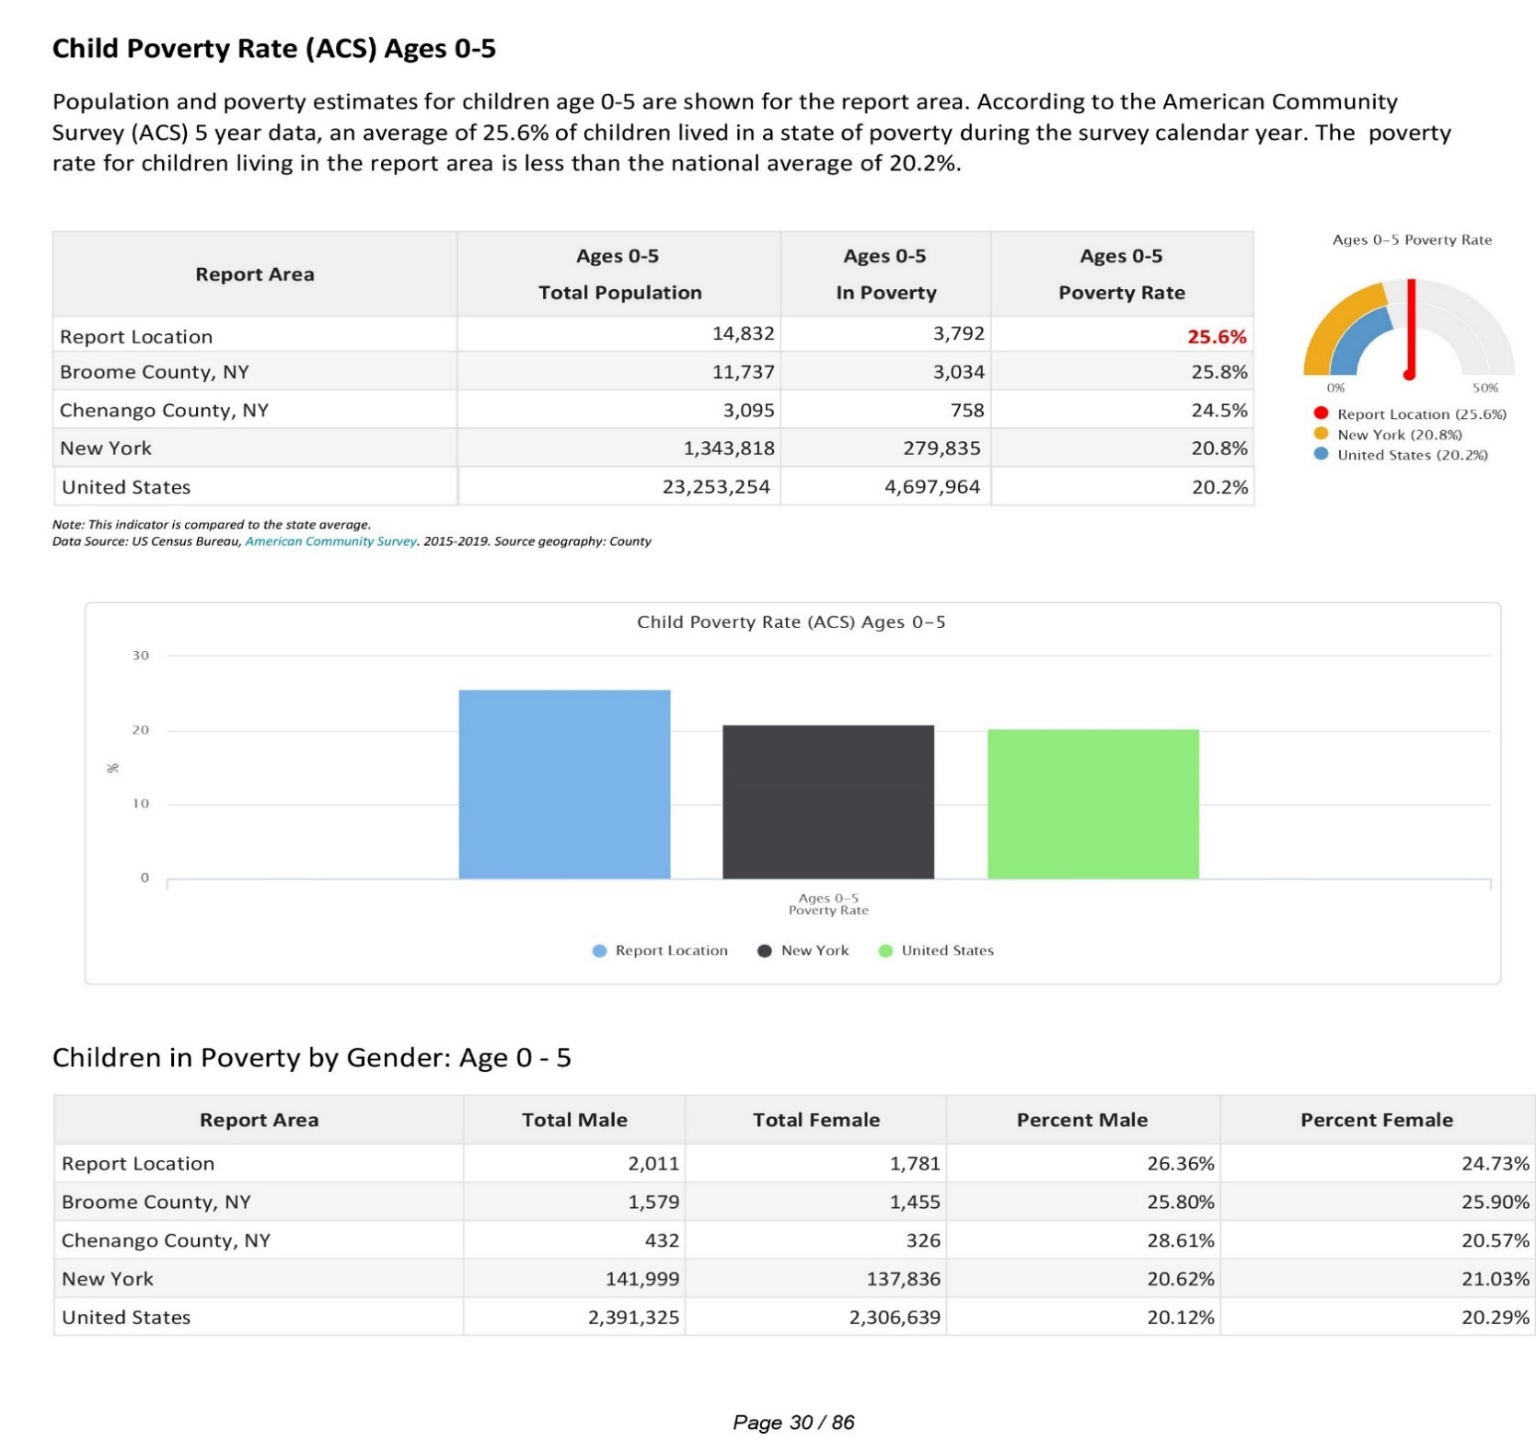 Child Poverty Rate (ACS) Ages 0-5
Population and poverty estimates for children age 0-5 are shown for the report area. According to the American Community
Survey (ACS) 5 year data, an average of 25.6% of children lived in a state of poverty during the survey calendar year. The poverty
rate for children living in the report area is less than the national average of 20.2%.
Report Area Ages 0-5 Total Population Ages 0-5 In Poverty Ages 0-5 Poverty Rate
Report Location 14,832 3,792 25.6%
Broome County, NY 11,737 3,034 25.8%
Chenango County, NY 3,095 758 24.5%
New York 1,343,818 279,835 20.8%
United States 23,253,254 4,697,964 20.2%
Ages 0-5 Poverty Rate
0% 50%
Report Location (25.6%)
New York (20.8%)
United States (20.2%)
Note: This indicator is compared to the state average.
Data Source: US Census Bureau, American Community Survey. 2015-2019. Source geography: County
Child Poverty Rate (ACS) Ages 0-5
30
20
%
10
0
Ages 0-5
Poverty Rate
Report Location New York United States
Children in Poverty by Gender: Age 0 - 5
Report Area Total Male Total Female Percent Male Percent Female
Report Location 2,011 1,781 26.36% 24.73%
Broome County, NY 1,579 1,455 25.80% 25.90%
Chenango County, NY 432 326 28.61% 20.57%
New York 141,999 137,836 20.62% 21.03%
United States 2,391,325 2,306,639 20.12% 20.29%
Page 30 / 86